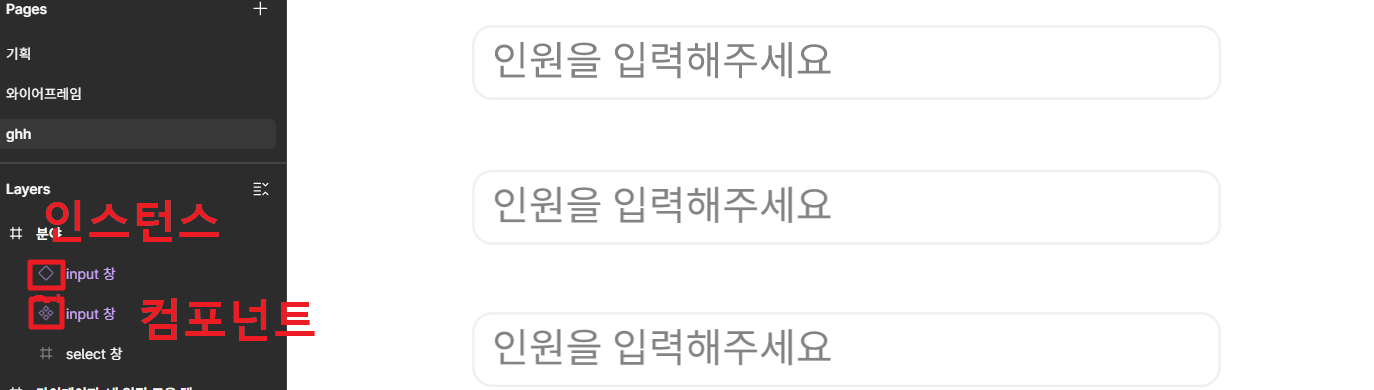 Pages
기획
와이어프레임
ghh
Layers
인스턴스
분야
input 창
input 창
컴포넌트
select 창
인원을 입력해주세요
인원을 입력해주세요
인원을 입력해주세요